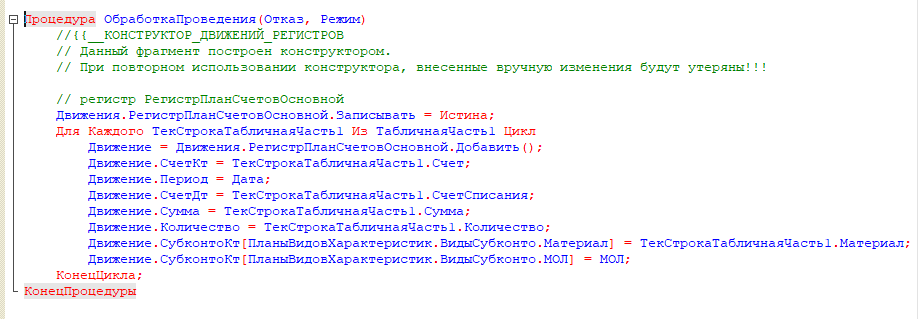 Процедура ОбработкаПроведения(Отказ, Режим)
//{{__КОНСТРУКТОР_ДВИЖЕНИЙ_РЕГИСТРОВ
// Данный фрагмент построен конструктором.
// При повторном использовании конструктора, внесенные вручную изменения будут утеряны!!!
// регистр РегистрПланСчетовОсновной
Движения.РегистрПланСчетовОсновной.Записывать = Истина;
Для Каждого ТекСтрокаТабличнаяЧасть1 Из ТабличнаяЧасть1 Цикл
Движение = Движения.РегистрПланСчетовОсновной.Добавить();
Движение.СчетКт = ТекСтрокаТабличнаяЧасть1.Счет;
Движение.Период = Дата;
Движение.СчетДт = ТекСтрокаТабличнаяЧасть1.СчетСписания;
Движение.Сумма = ТекСтрокаТабличнаяЧасть1.Сумма;
Движение.Количество = ТекСтрокаТабличнаяЧасть1.Количество;
Движение.СубконтоКт[ПланыВидовХарактеристик.ВидыСубконто.Материал] = ТекСтрокаТабличнаяЧасть1.Материал;
Движение.СубконтоКт[ПланыВидовХарактеристик.ВидыСубконто.МОЛ] = МОЛ;
КонецЦикла;
КонецПроцедуры